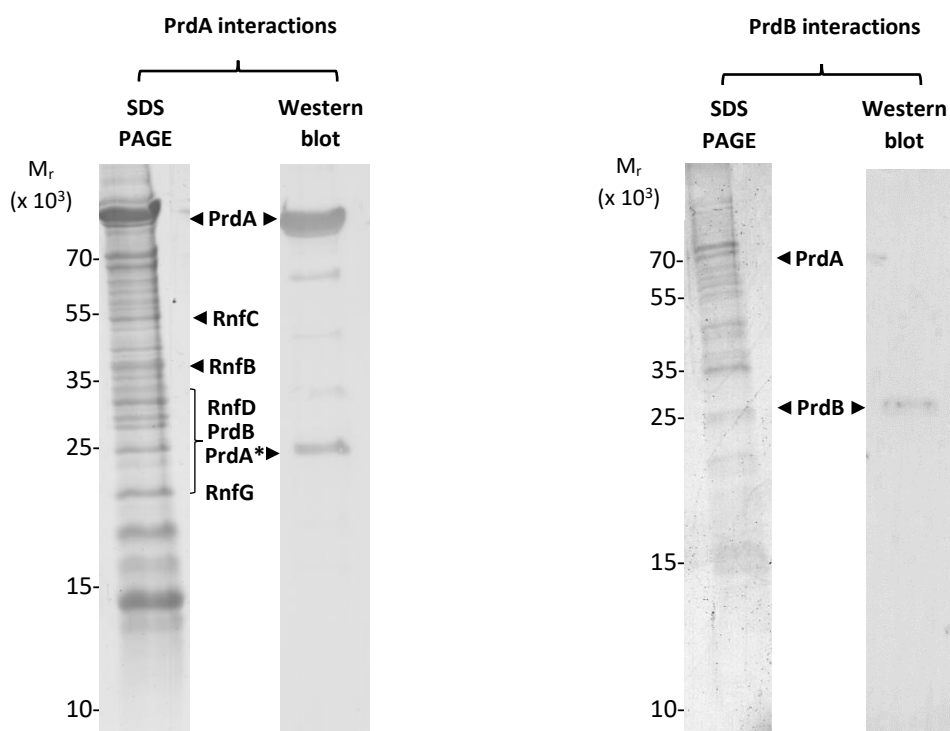 PrdA interactions
SDS PAGE
Western blot
Mr (x 10³)
PrdA
70-
55-
RnfC
RnfB
35-
RnfD
PrdB
25-
PrdA*
RnfG
15-
10-
PrdB interactions
SDS PAGE
Western blot
Mr (x 10³)
PrdA
70-
55-
35-
PrdB
25-
15-
10-